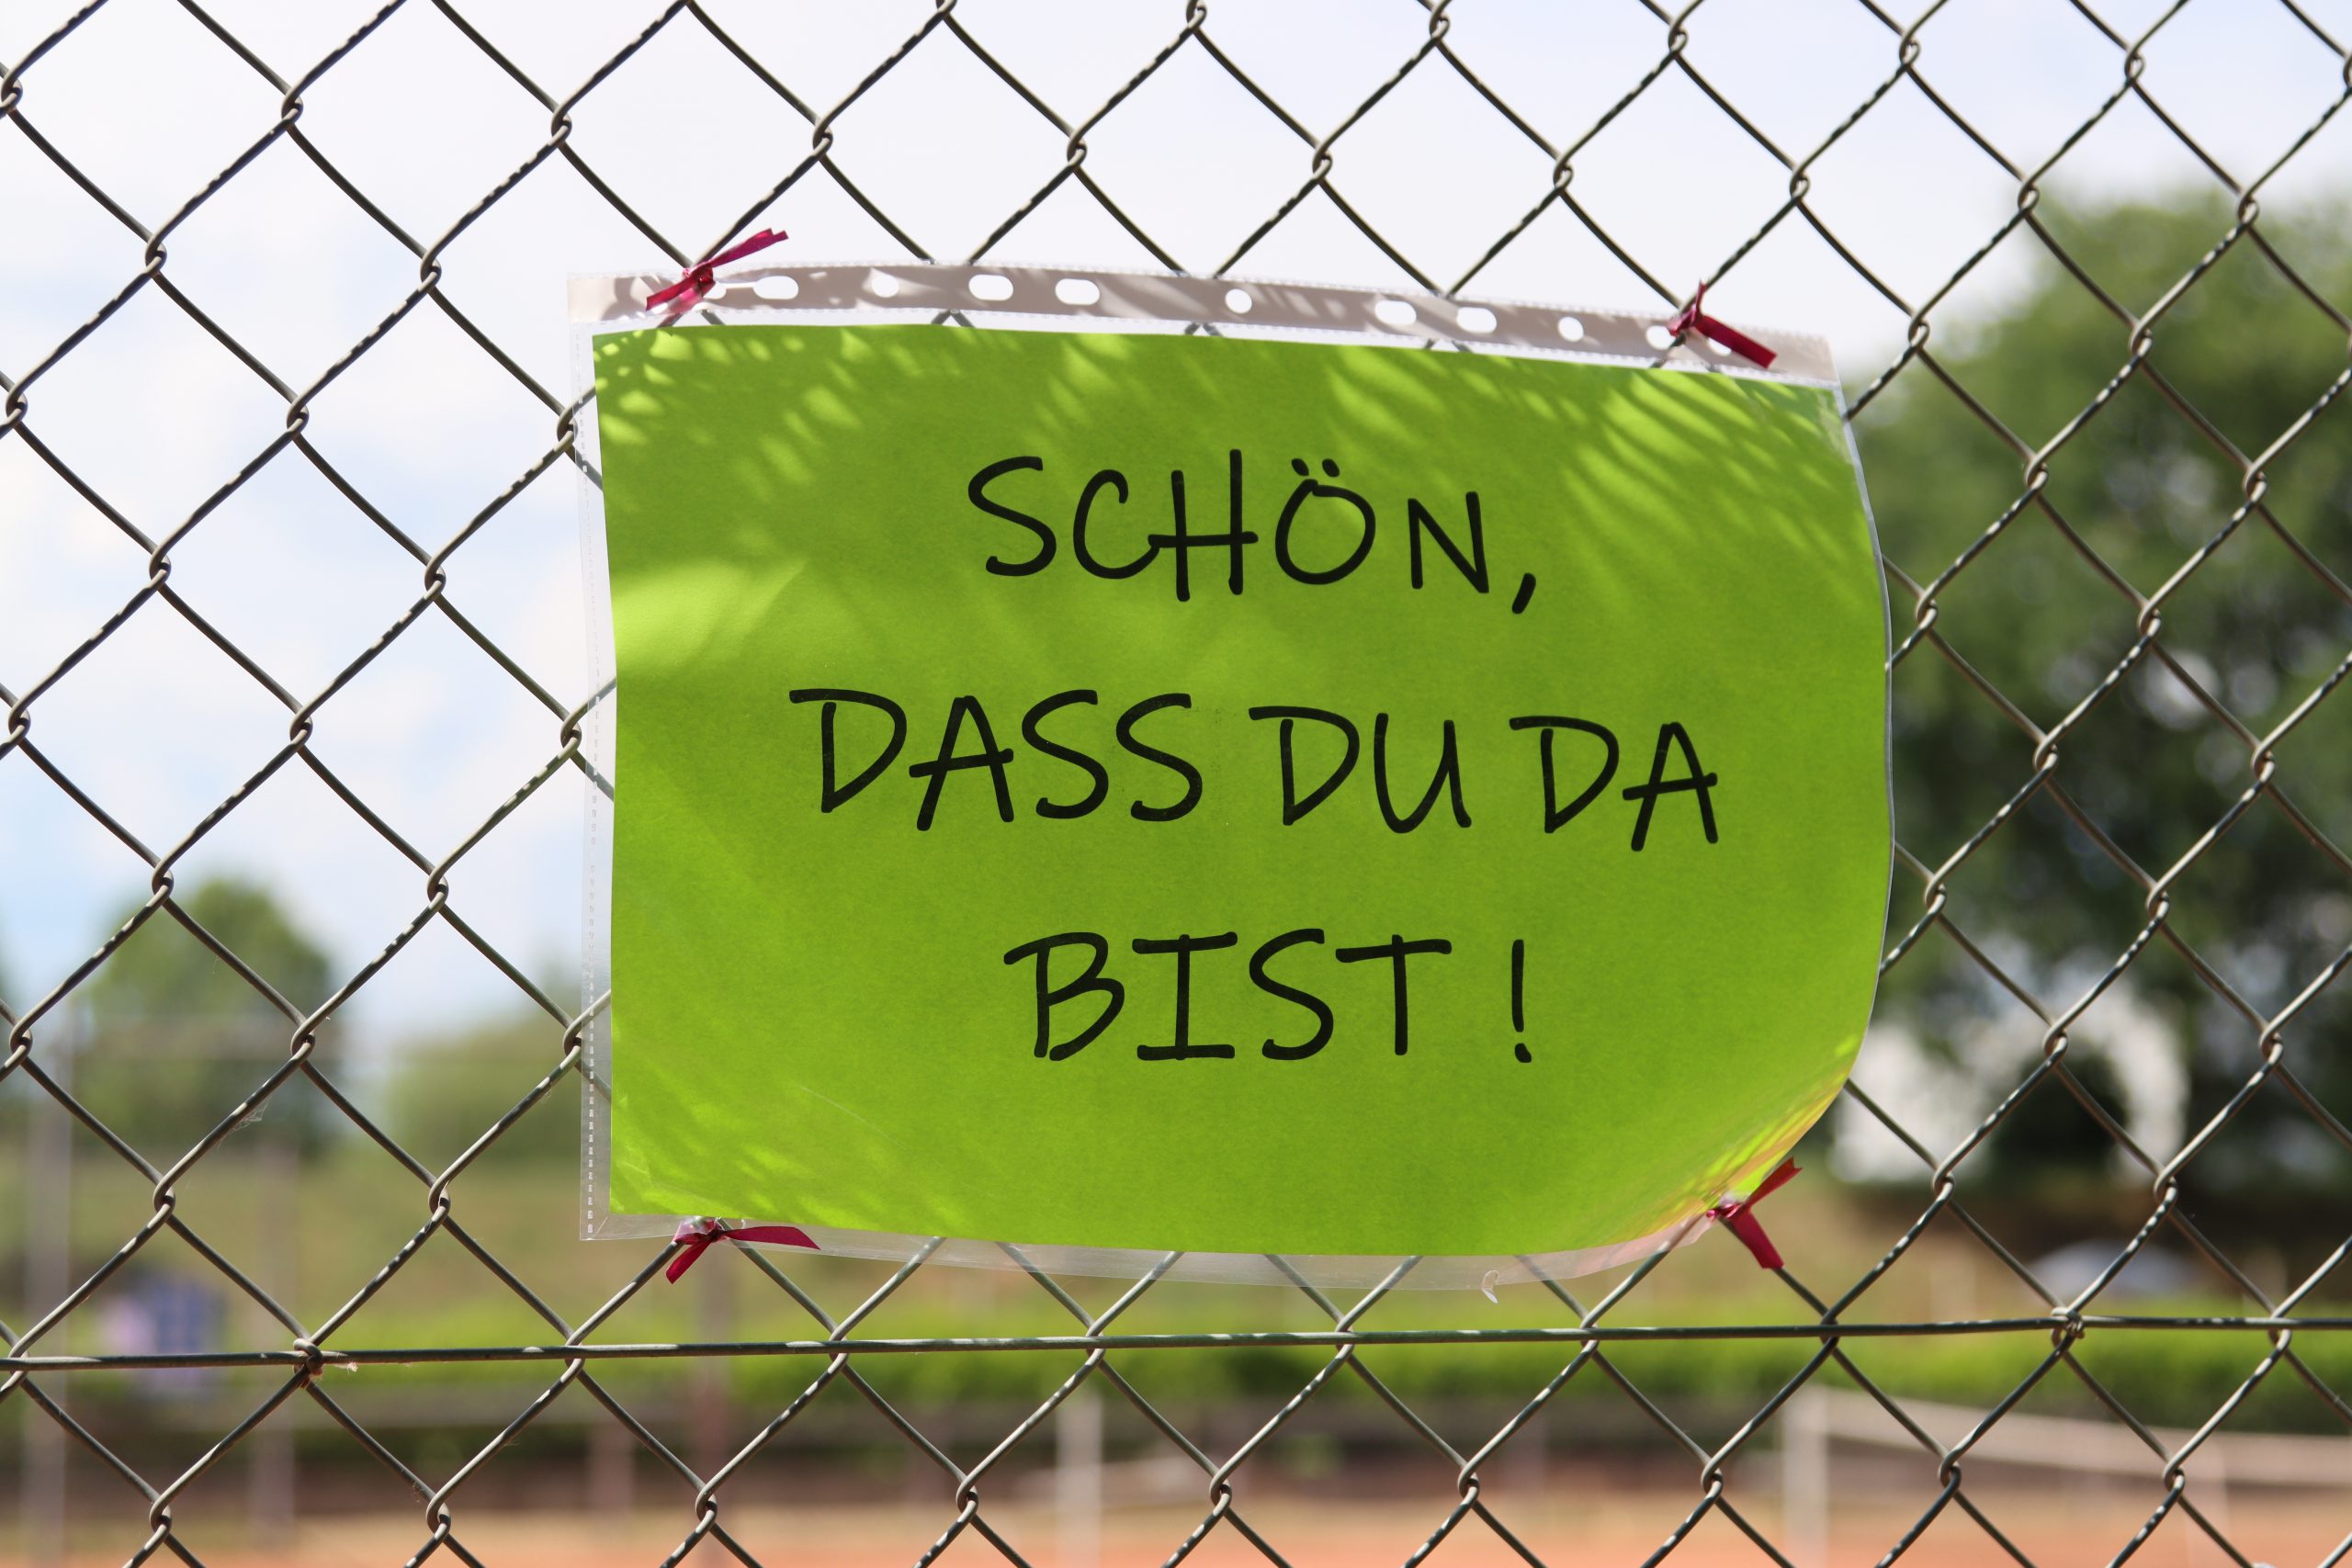 SCHÖN,
DASS DU DA
BIST !